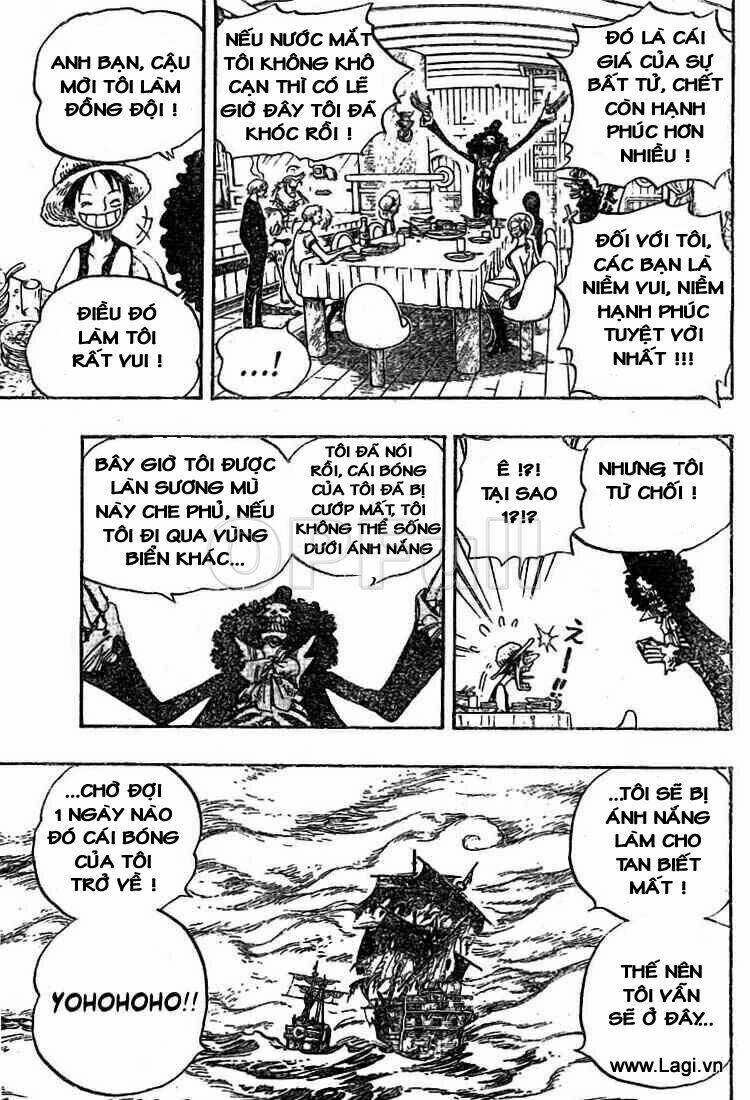 ĐÓ LÀ CÁI
GIÁ CỦA SỰ
BẤT TỬ, CHẾT
CÒN HẠNH
PHÚC HƠN
NHIỀU !
ĐỐI VỚI TÔI,
CÁC BẠN LÀ
NIỀM VUI, NIỀM
HẠNH PHÚC
TUYỆT VỜI
NHẤT !!!
NẾU NƯỚC MẮT
TÔI KHÔNG KHÔ
CẠN THÌ CÓ LẼ
GIỜ ĐÂY TÔI ĐÃ
KHÓC RỒI !
...!
ANH BẠN, CẬU
MỜI TÔI LÀM
ĐỒNG ĐỘI !
ĐIỀU ĐÓ
LÀM TÔI
RẤT VUI !
NHƯNG, TÔI
TỪ CHỐI !
Ê !?!
TẠI SAO
!?!?
えーー!!
TÔI ĐÃ NÓI
RỒI, CÁI BÓNG
CỦA TÔI ĐÃ BỊ
CƯỚP MẤT, TÔI
KHÔNG THỂ SỐNG
DƯỚI ÁNH NẮNG
BÂY GIỜ TÔI ĐƯỢC
LÀN SƯƠNG MÙ
NÀY CHE PHỦ, NẾU
TÔI ĐI QUA VÙNG
BIỂN KHÁC...
OPFull
...TÔI SẼ BỊ
ÁNH NẮNG
LÀM CHO
TAN BIẾT
MẤT !
THẾ NÊN
TÔI VẪN
SẼ Ở ĐÂY...
...CHỜ ĐỢI
1 NGÀY NÀO
ĐÓ CÁI BÓNG
CỦA TÔI
TRỞ VỀ !
YOHOHOHO!!
www.Lagi.vn